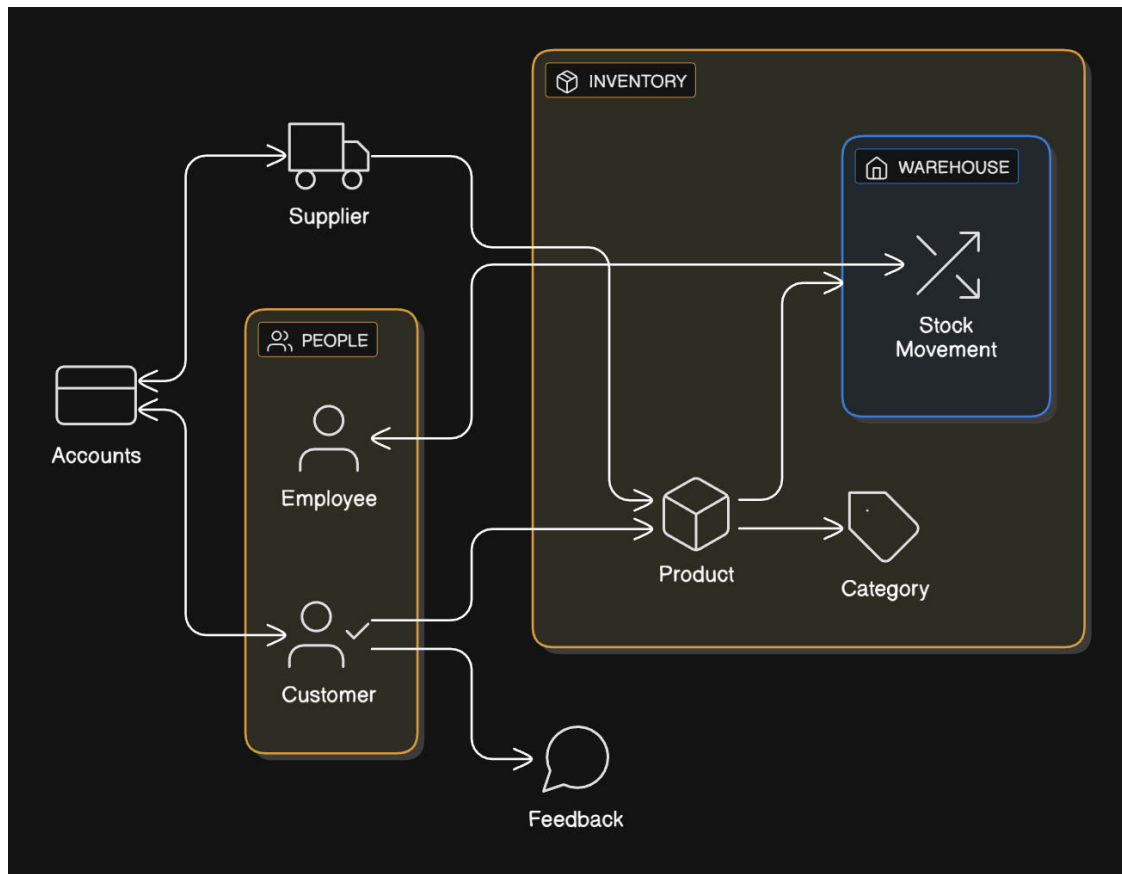 INVENTORY
WAREHOUSE
Supplier
Stock
Movement
PEOPLE
Accounts
Employee
Product
Category
Customer
Feedback